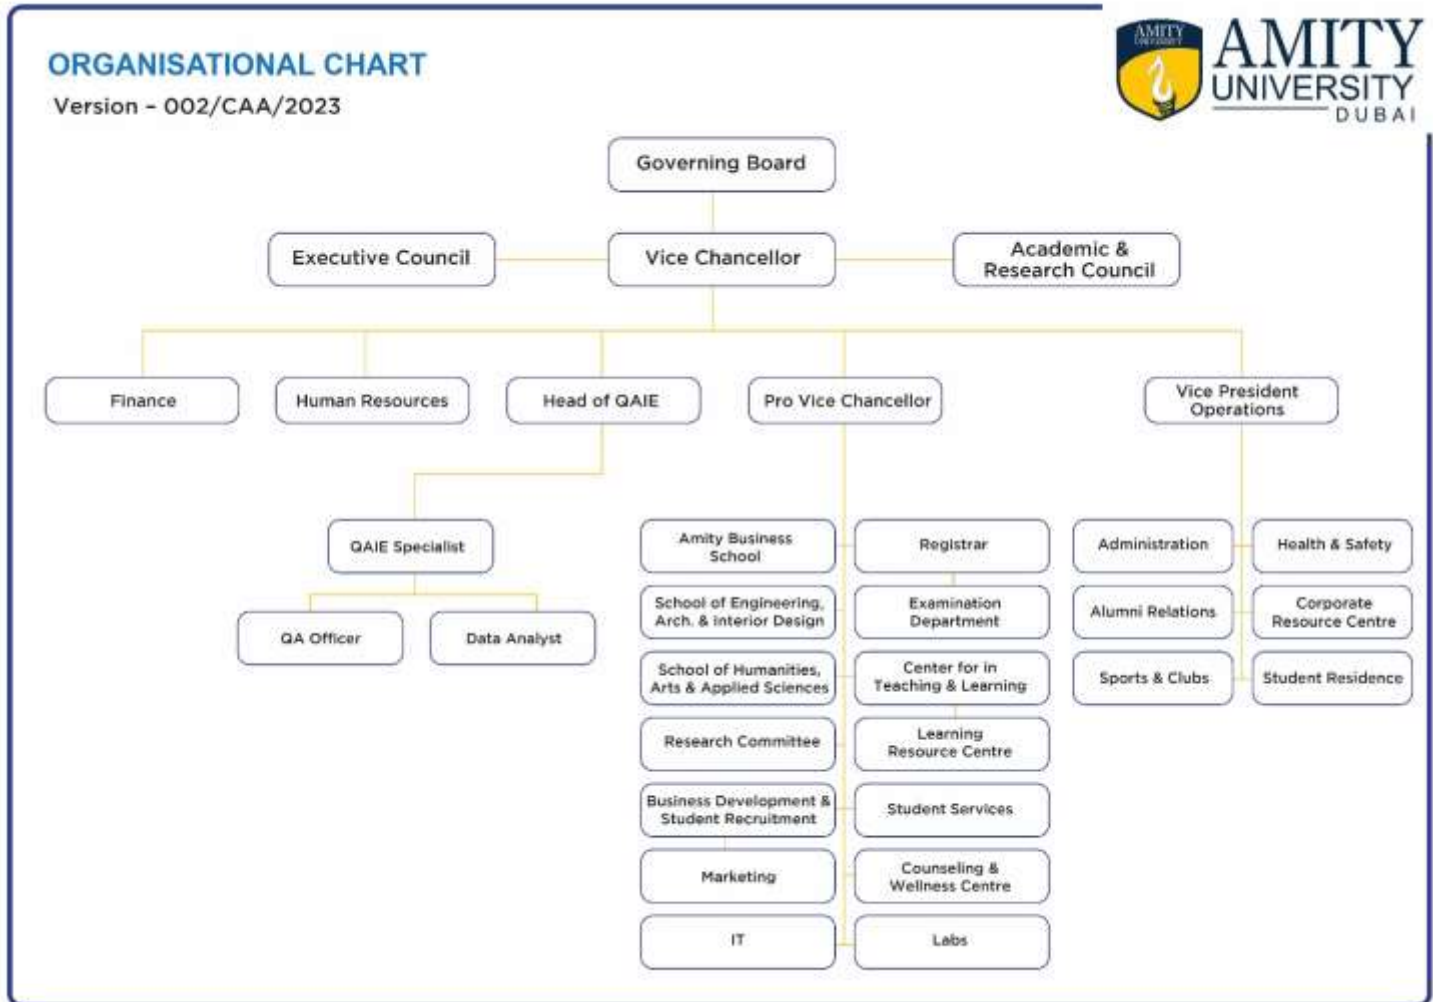 ORGANISATIONAL CHART
Version – 002/CAA/2023
AMITY
UNIVERSITY
AMITY
UNIVERSITY
DUBAI
Governing Board
Executive Council
Vice Chancellor
Academic &
Research Council
Finance
Human Resources
Head of QAIE
Pro Vice Chancellor
Vice President
Operations
QAIE Specialist
QA Officer
Data Analyst
Amity Business
School
Registrar
School of Engineering,
Arch. & Interior Design
Examination
Department
School of Humanities,
Arts & Applied Sciences
Center for in
Teaching & Learning
Research Committee
Learning
Resource Centre
Business Development &
Student Recruitment
Student Services
Marketing
Counseling &
Wellness Centre
IT
Labs
Administration
Health & Safety
Alumni Relations
Corporate
Resource Centre
Sports & Clubs
Student Residence